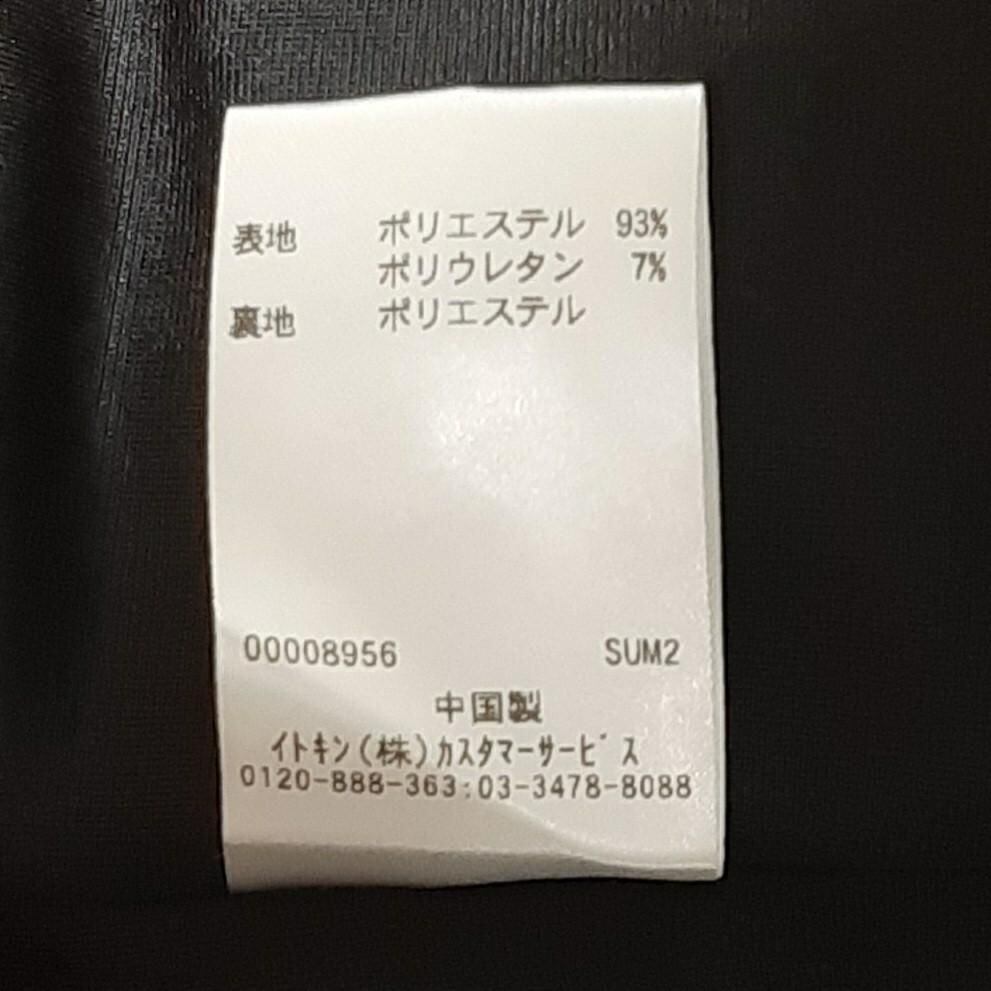 表地 ポリエステル 93%
ポリウレタン 7%
裏地 ポリエステル
00008956 SUM2
中国製
イトキン(株)カスタマーサービス
0120-888-363:03-3478-8088